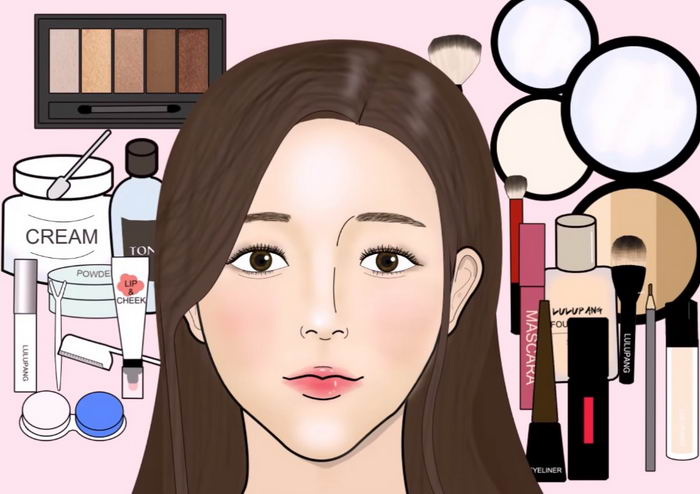 CREAM
TON
POWDE
LIP
&
CHEEK
LULUPANG
MASCARA
LULUPANG
FOU
LULUPANG
EYELINER